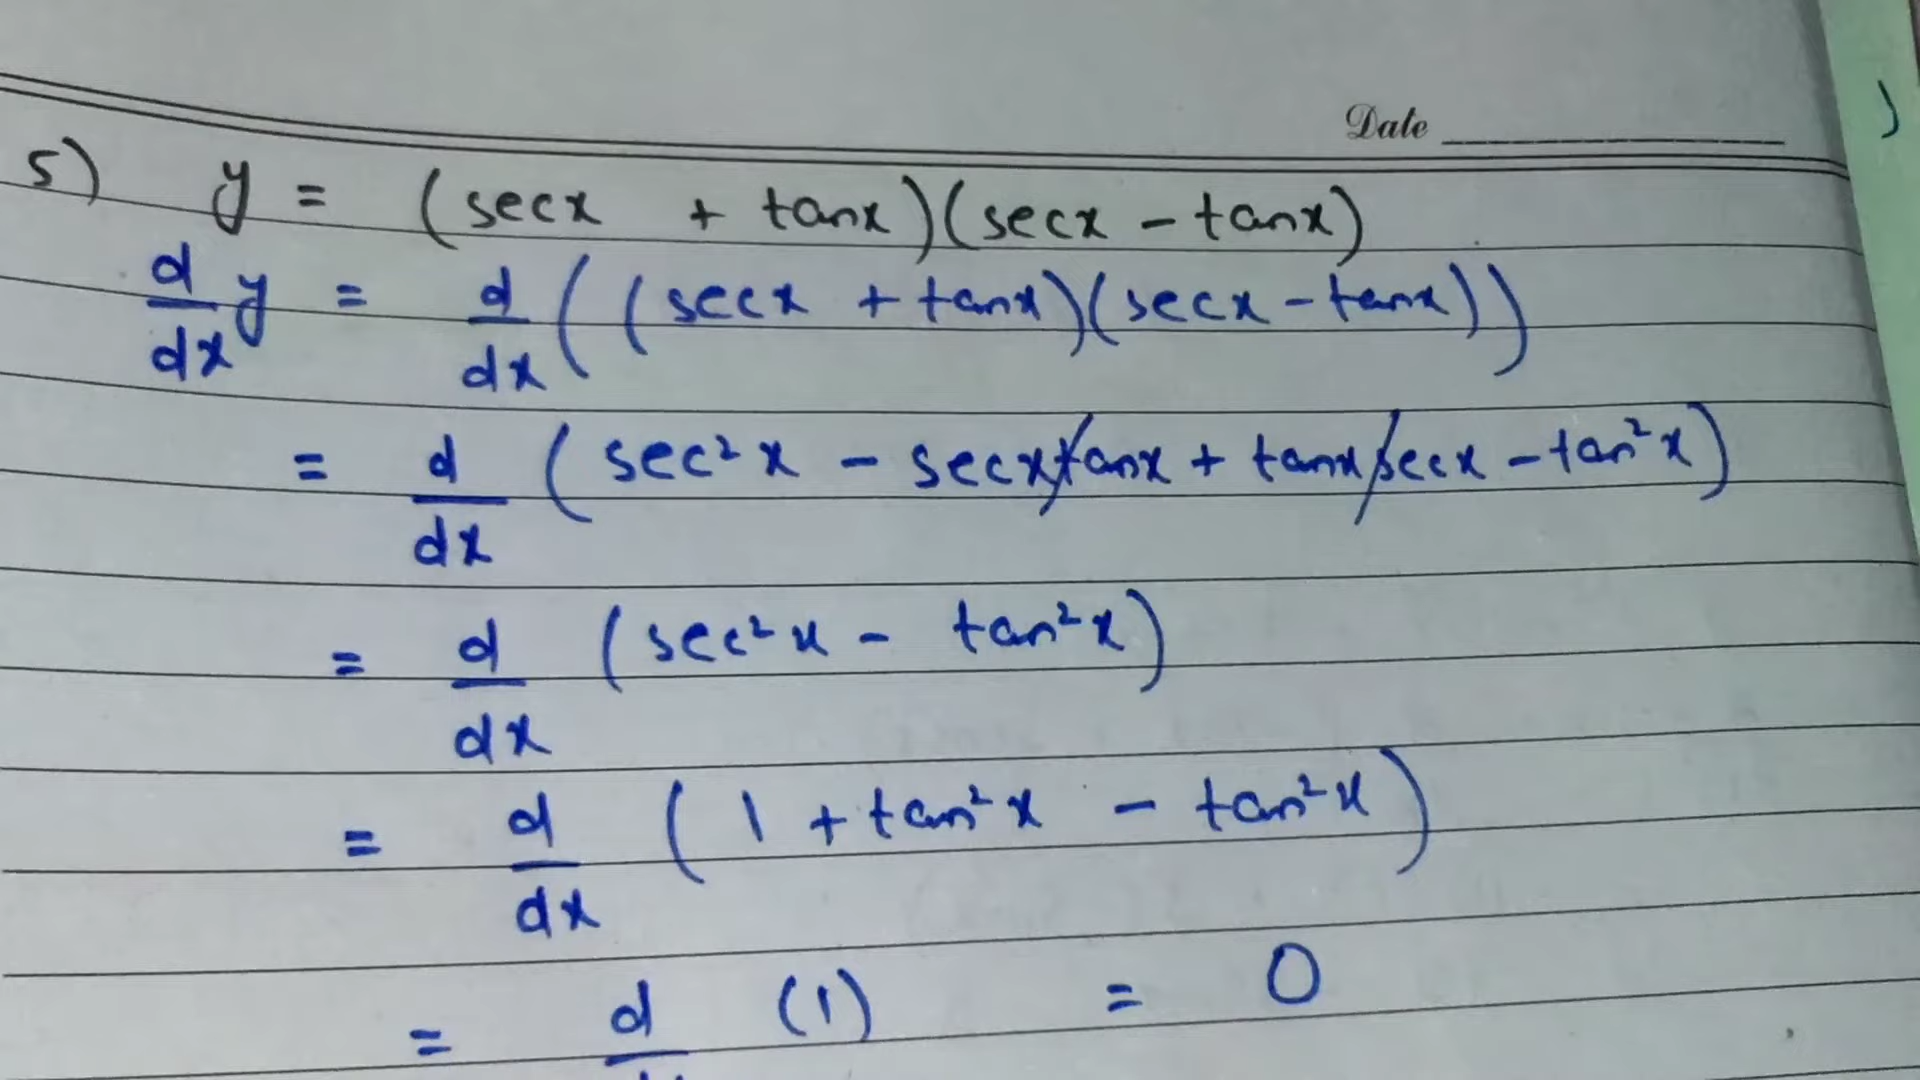 Date
5) y = (secx + tanx)(secx - tanx)
d/dx y = d/dx ((secx + tanx)(secx - tanx))
= d/dx (sec²x - secxtanx + tanxsecx - tan²x)
= d/dx (sec²x - tan²x)
= d/dx (1 + tan²x - tan²x)
= d/dx (1) = 0